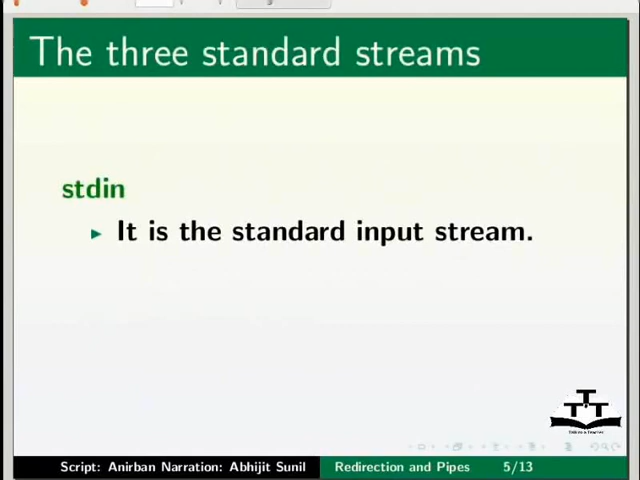 The three standard streams
stdin
It is the standard input stream.
TTT
Script: Anirban Narration: Abhijit Sunil Redirection and Pipes 5/13